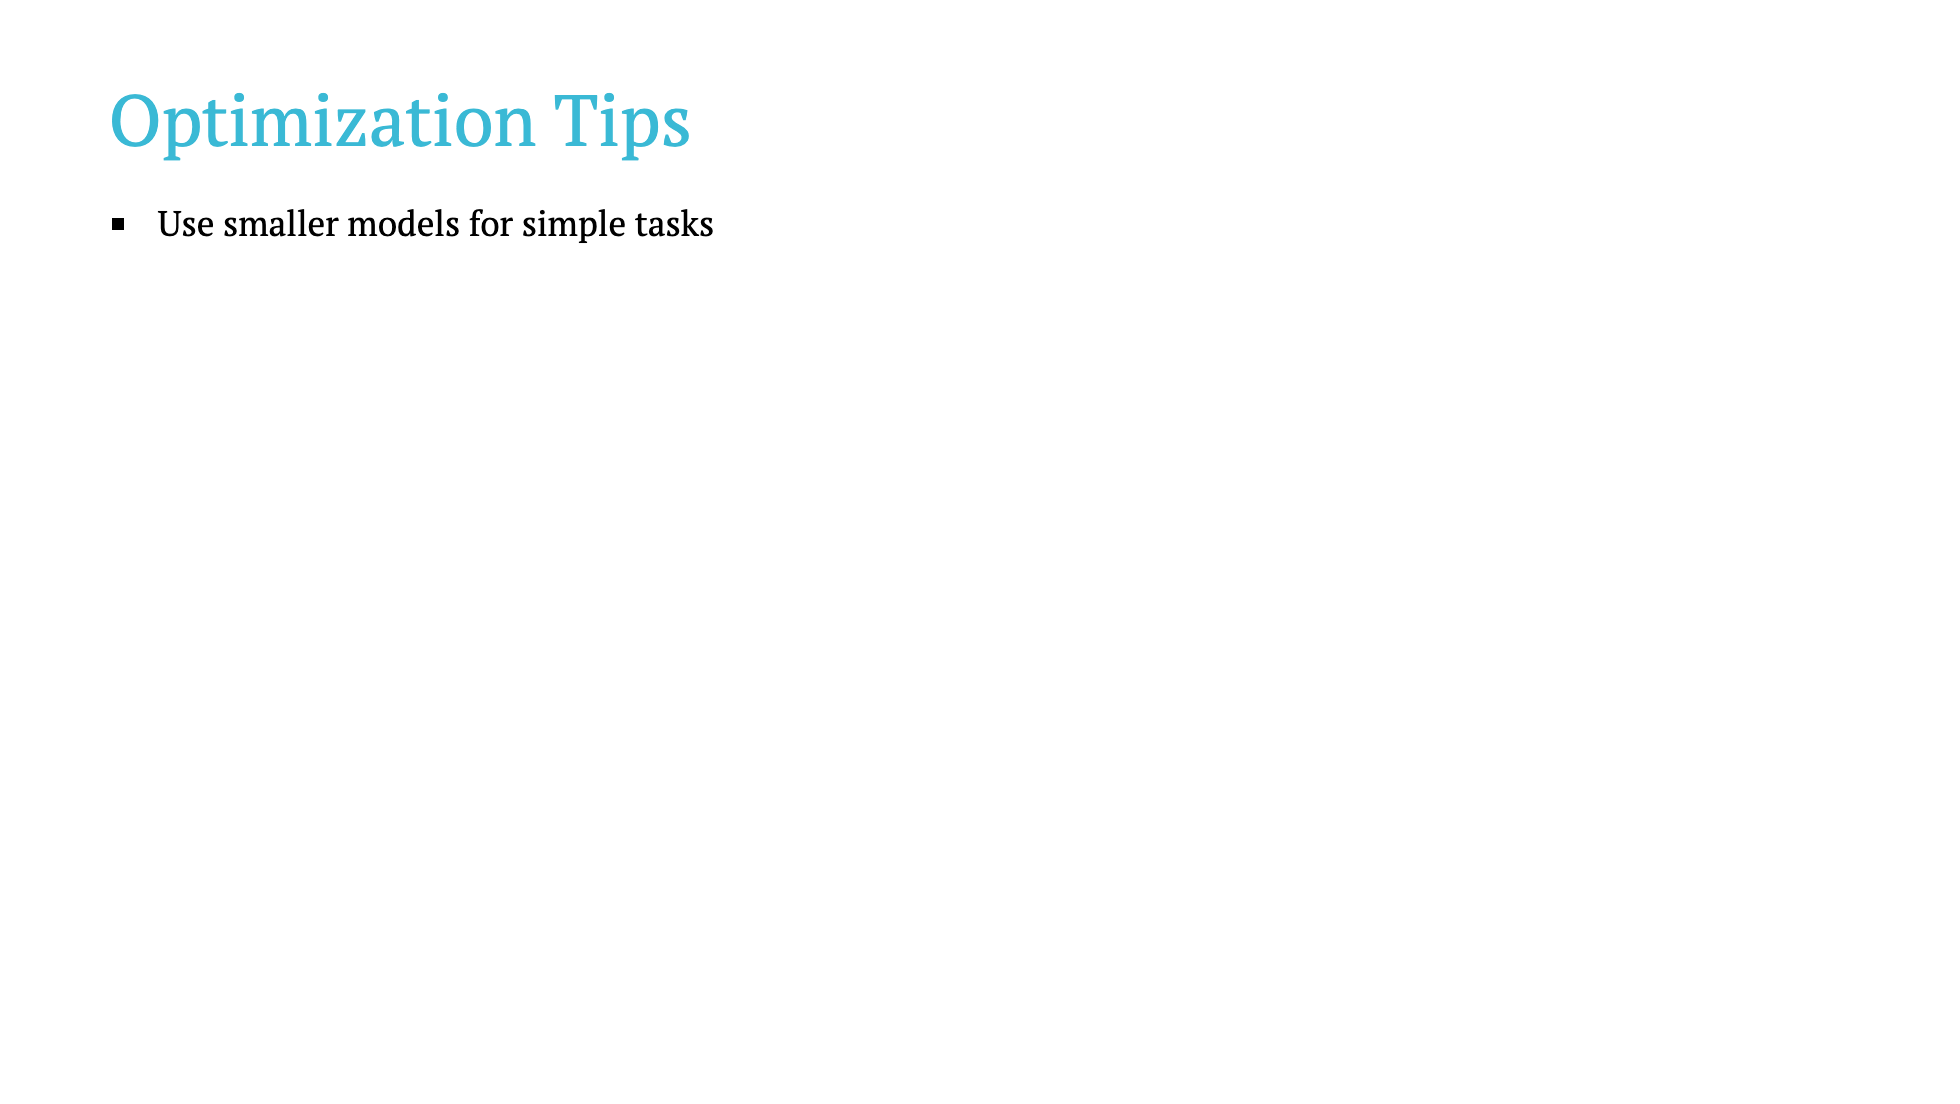 Optimization Tips
▪ Use smaller models for simple tasks